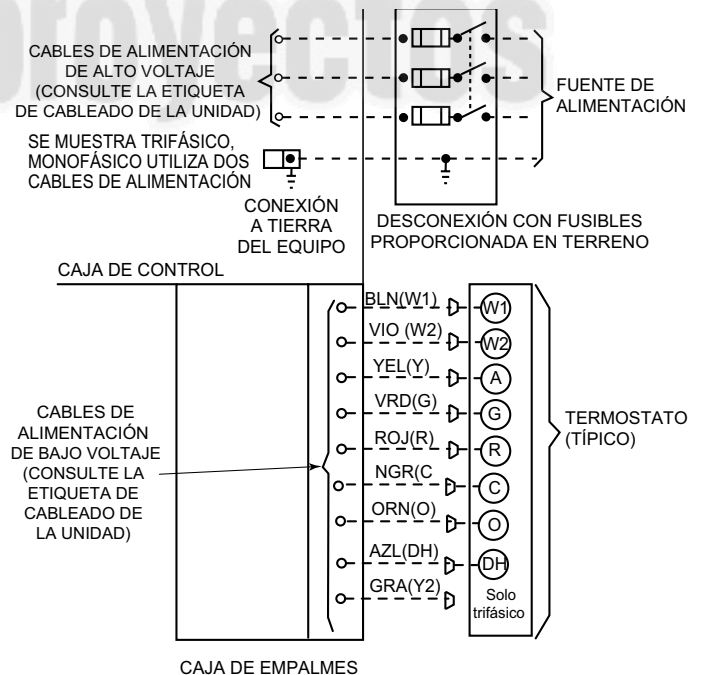 proyectos
CABLES DE ALIMENTACIÓN
DE ALTO VOLTAJE
(CONSULTE LA ETIQUETA
DE CABLEADO DE LA UNIDAD)
FUENTE DE
ALIMENTACIÓN
SE MUESTRA TRIFÁSICO,
MONOFÁSICO UTILIZA DOS
CABLES DE ALIMENTACIÓN
CONEXIÓN
A TIERRA
DEL EQUIPO
DESCONEXIÓN CON FUSIBLES
PROPORCIONADA EN TERRENO
CAJA DE CONTROL
BLN(W1) W1
VIO (W2) W2
YEL(Y) A
VRD(G) G
ROJ(R) R
NGR(C C
ORN(O) O
AZL(DH) DH
GRA(Y2)
Solo
trifásico
CABLES DE
ALIMENTACIÓN
DE BAJO VOLTAJE
(CONSULTE LA
ETIQUETA DE
CABLEADO DE
LA UNIDAD)
TERMOSTATO
(TÍPICO)
CAJA DE EMPALMES